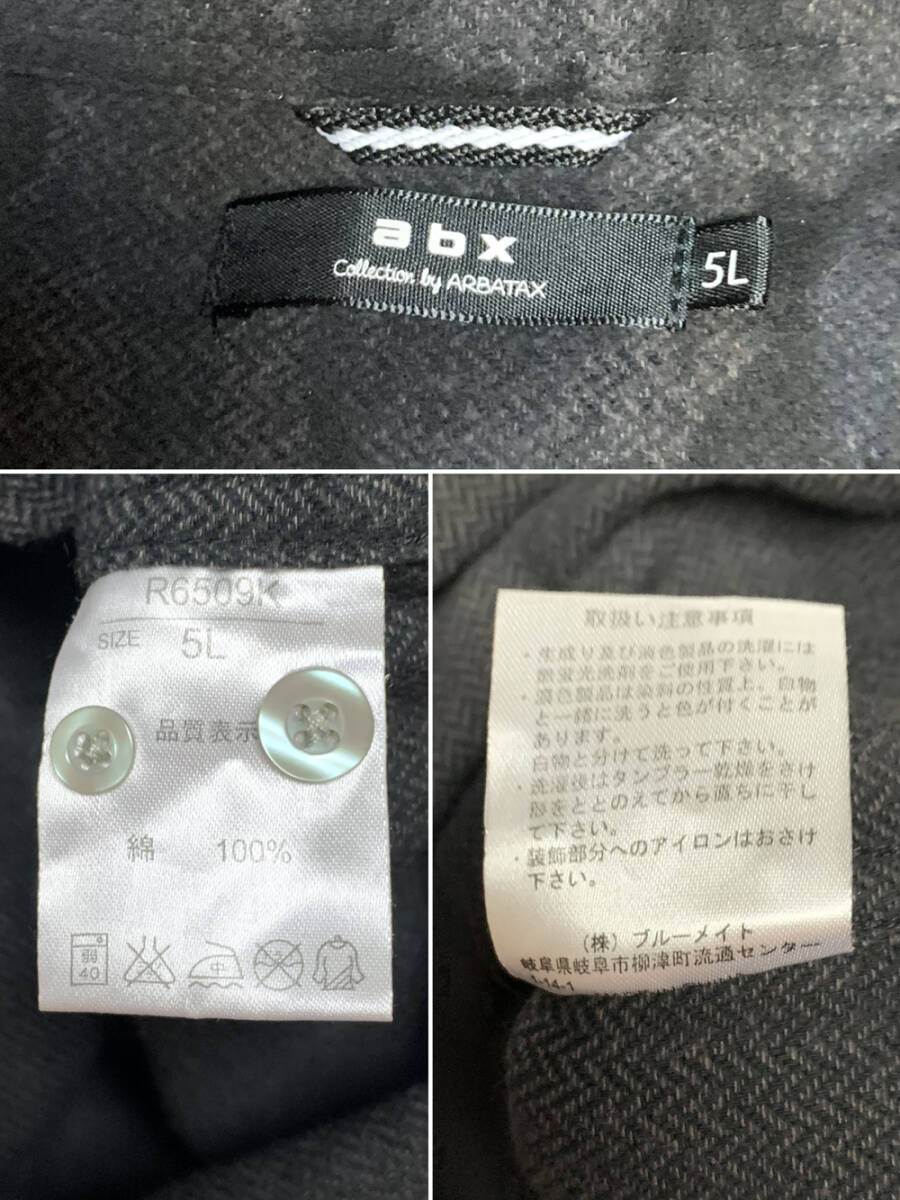 abx
Collection by ARBATAX
5L
R6509K
SIZE 5L
品質表示
綿 100%
弱
40
中
取扱い注意事項
・生成り及び淡色製品の洗濯には
無蛍光洗剤をご使用下さい。
・濃色製品は染料の性質上。白物
と一緒に洗うと色が付くことが
あります。
白物と分けて洗って下さい。
・洗濯後はタンブラー乾燥をさけ
形をととのえてから直ちに干し
て下さい。
・装飾部分へのアイロンはおさけ
下さい。
(株) ブルーメイト
岐阜県岐阜市柳津町流通センター
1-14-1